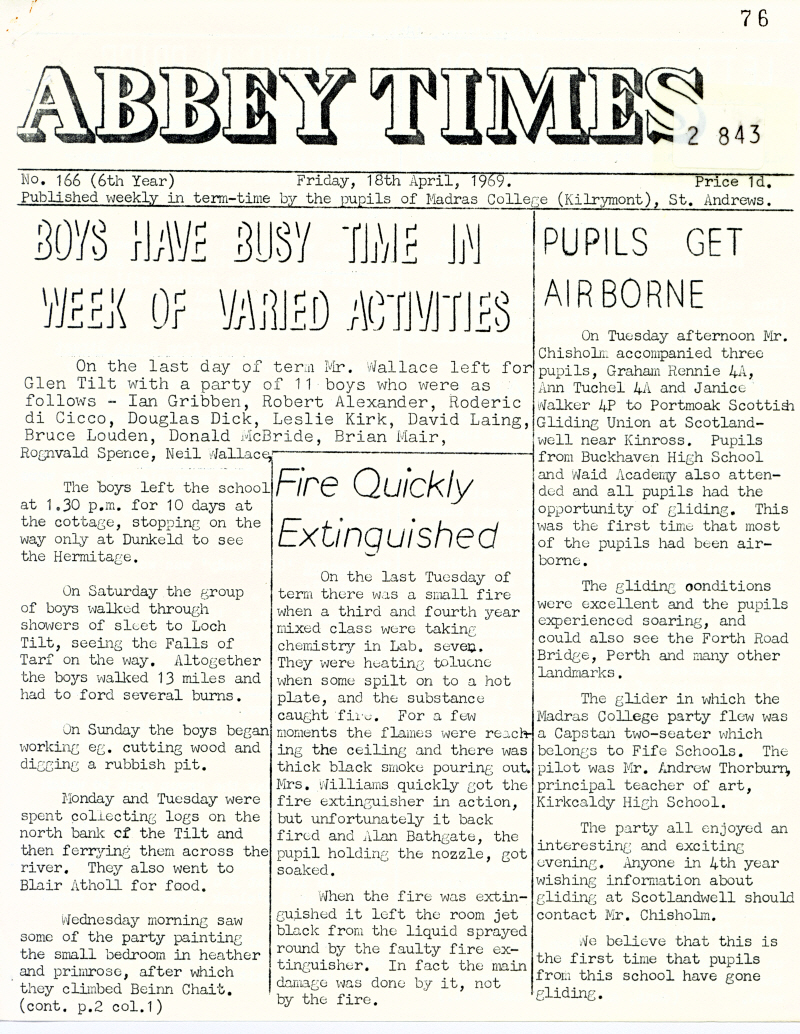 76
ABBEY TIMES
2 843
No. 166 (6th Year) Friday, 18th April, 1969. Price 1d.
Published weekly in term-time by the pupils of Madras College (Kilrymont), St. Andrews.
BOYS HAVE BUSY TIME IN
WEEK OF VARIED ACTIVITIES
On the last day of term Mr. Wallace left for
Glen Tilt with a party of 11 boys who were as
follows - Ian Gribben, Robert Alexander, Roderic
di Cicco, Douglas Dick, Leslie Kirk, David Laing,
Bruce Louden, Donald McBride, Brian Mair,
Rognvald Spence, Neil Wallace,
The boys left the school
at 1.30 p.m. for 10 days at
the cottage, stopping on the
way only at Dunkeld to see
the Hermitage.
On Saturday the group
of boys walked through
showers of sleet to Loch
Tilt, seeing the Falls of
Tarf on the way. Altogether
the boys walked 13 miles and
had to ford several burns.
On Sunday the boys began
working eg. cutting wood and
digging a rubbish pit.
Monday and Tuesday were
spent collecting logs on the
north bank of the Tilt and
then ferrying them across the
river. They also went to
Blair Atholl for food.
Wednesday morning saw
some of the party painting
the small bedroom in heather
and primrose, after which
they climbed Beinn Chait.
(cont. p.2 col.1)
Fire Quickly
Extinguished
On the last Tuesday of
term there was a small fire
when a third and fourth year
mixed class were taking
chemistry in Lab. seven.
They were heating toluene
when some spilt on to a hot
plate, and the substance
caught fire. For a few
moments the flames were reach-
ing the ceiling and there was
thick black smoke pouring out.
Mrs. Williams quickly got the
fire extinguisher in action,
but unfortunately it back
fired and Alan Bathgate, the
pupil holding the nozzle, got
soaked.
When the fire was extin-
guished it left the room jet
black from the liquid sprayed
round by the faulty fire ex-
tinguisher. In fact the main
damage was done by it, not
by the fire.
PUPILS GET
AIRBORNE
On Tuesday afternoon Mr.
Chisholm accompanied three
pupils, Graham Rennie 4A,
Ann Tuchel 4A and Janice
Walker 4P to Portmoak Scottish
Gliding Union at Scotland-
well near Kinross. Pupils
from Buckhaven High School
and Waid Academy also atten-
ded and all pupils had the
opportunity of gliding. This
was the first time that most
of the pupils had been air-
borne.
The gliding oonditions
were excellent and the pupils
experienced soaring, and
could also see the Forth Road
Bridge, Perth and many other
landmarks.
The glider in which the
Madras College party flew was
a Capstan two-seater which
belongs to Fife Schools. The
pilot was Mr. Andrew Thorburn,
principal teacher of art,
Kirkcaldy High School.
The party all enjoyed an
interesting and exciting
evening. Anyone in 4th year
wishing information about
gliding at Scotlandwell should
contact Mr. Chisholm.
We believe that this is
the first time that pupils
from this school have gone
gliding.